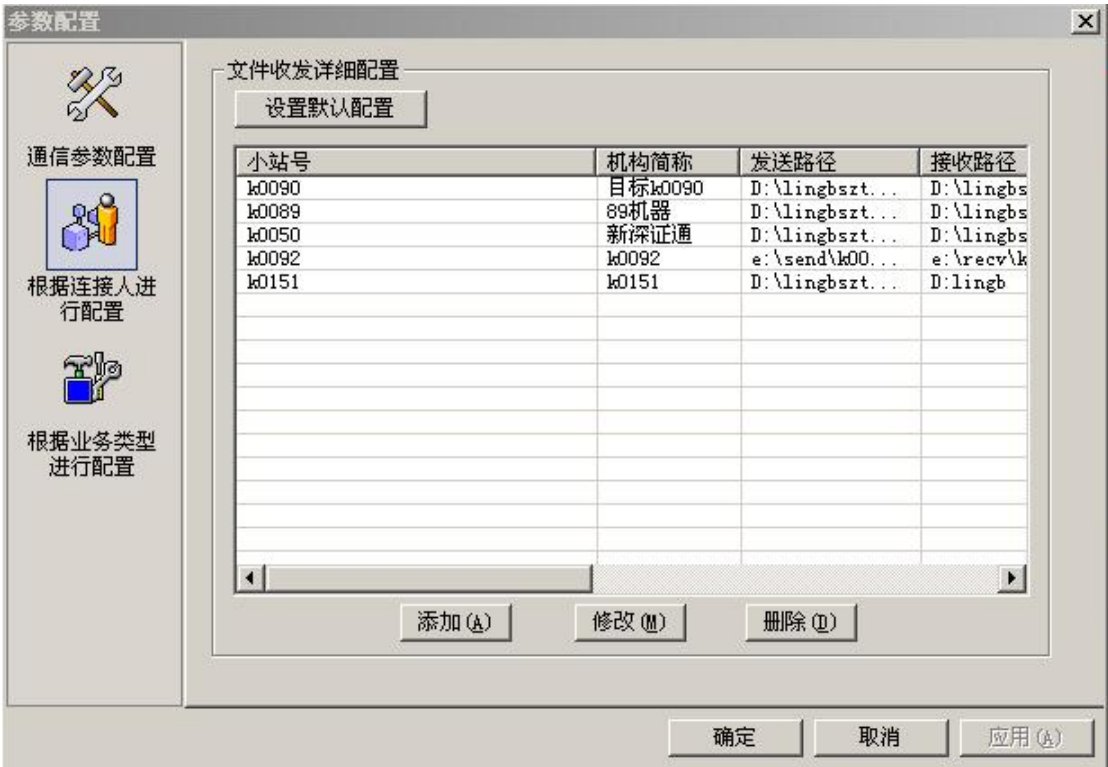 参数配置
通信参数配置
根据连接人进
行配置
根据业务类型
进行配置
文件收发详细配置
设置默认配置
小站号 机构简称 发送路径 接收路径
k0090 目标k0090 D:\lingbszt... D:\lingbs
k0089 89机器 D:\lingbszt... D:\lingbs
k0050 新深证通 D:\lingbszt... D:\lingbs
k0092 k0092 e:\send\k00... e:\recv\k
k0151 k0151 D:\lingbszt... D:lingb
添加(A) 修改(M) 删除(D)
确定 取消 应用(A)